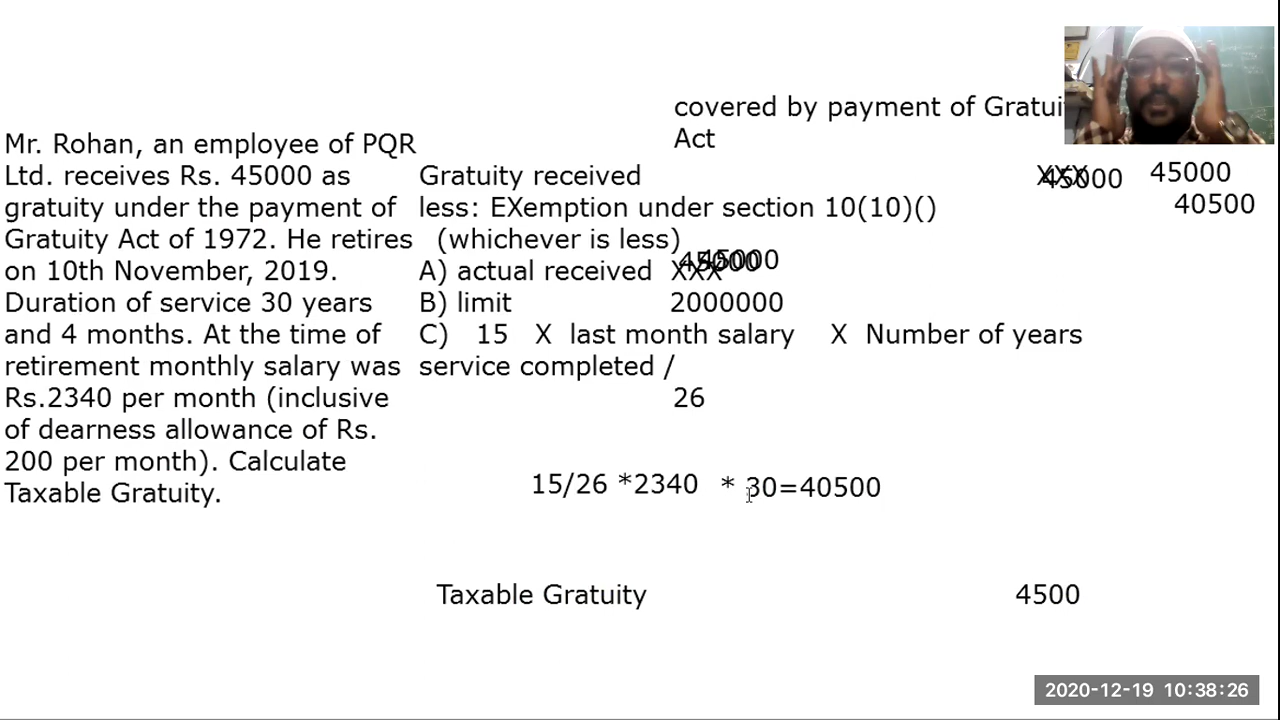 covered by payment of Gratui
Act
Mr. Rohan, an employee of PQR
Ltd. receives Rs. 45000 as
gratuity under the payment of
Gratuity Act of 1972. He retires
on 10th November, 2019.
Duration of service 30 years
and 4 months. At the time of
retirement monthly salary was
Rs.2340 per month (inclusive
of dearness allowance of Rs.
200 per month). Calculate
Taxable Gratuity.
Gratuity received XXX 45000 45000
less: EXemption under section 10(10)() 40500
(whichever is less)
A) actual received XXX 45000 45000
B) limit 2000000
C) 15 X last month salary X Number of years
service completed /
26
15/26 *2340 * 30=40500
Taxable Gratuity 4500
2020-12-19 10:38:26